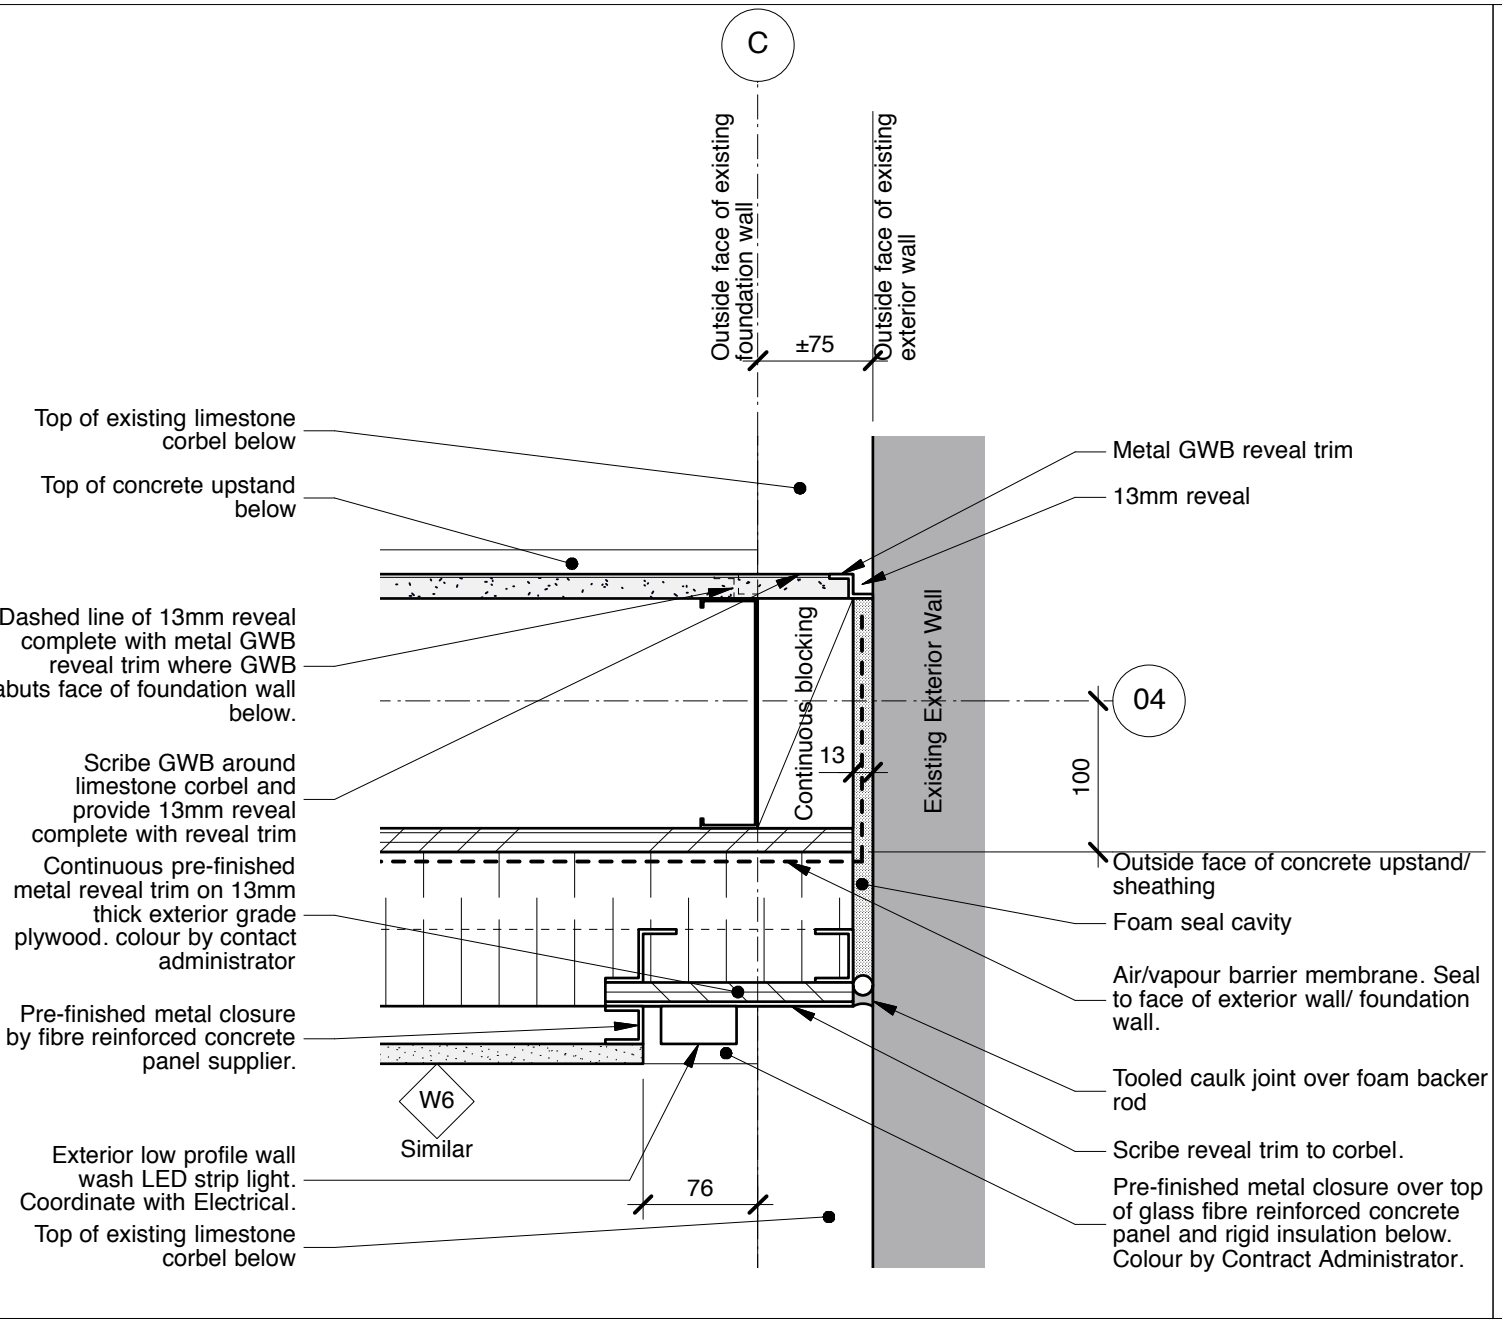 C
Outside face of existing
foundation wall
Outside face of existing
exterior wall
±75
Top of existing limestone
corbel below
Top of concrete upstand
below
Dashed line of 13mm reveal
complete with metal GWB
reveal trim where GWB
abuts face of foundation wall
below.
Scribe GWB around
limestone corbel and
provide 13mm reveal
complete with reveal trim
Continuous pre-finished
metal reveal trim on 13mm
thick exterior grade
plywood. colour by contact
administrator
Pre-finished metal closure
by fibre reinforced concrete
panel supplier.
W6
Similar
Exterior low profile wall
wash LED strip light.
Coordinate with Electrical.
Top of existing limestone
corbel below
76
Continuous blocking
13
Existing Exterior Wall
Metal GWB reveal trim
13mm reveal
04
100
Outside face of concrete upstand/
sheathing
Foam seal cavity
Air/vapour barrier membrane. Seal
to face of exterior wall/ foundation
wall.
Tooled caulk joint over foam backer
rod
Scribe reveal trim to corbel.
Pre-finished metal closure over top
of glass fibre reinforced concrete
panel and rigid insulation below.
Colour by Contract Administrator.